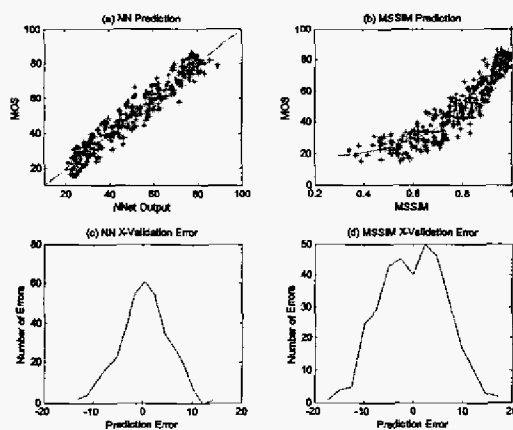 (a) NN Prediction
100
80
60
40
20
MOS
20 40 60 80 100
NNet Output
(b) MSSIM Prediction
100
80
60
40
20
0
MOS
0.2 0.4 0.6 0.8 1
MSSIM
(c) NN X-Validation Error
80
60
40
20
0
Number of Errors
-20 -10 0 10 20
Prediction Error
(d) MSSIM X-Validation Error
50
40
30
20
10
0
Number of Errors
-20 -10 0 10 20
Prediction Error